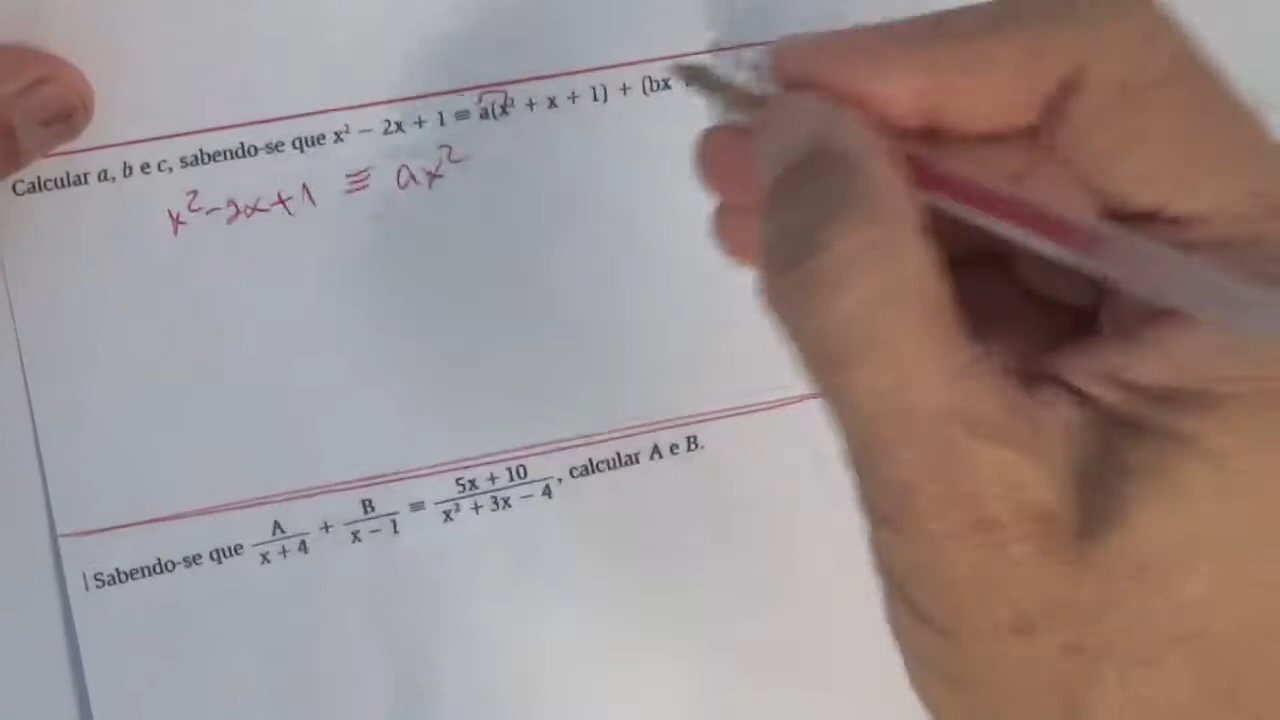 Calcular a, b e c, sabendo-se que x² − 2x + 1 ≡ a(x² + x + 1) + (bx
x²-2x+1 ≡ ax²
| Sabendo-se que A/(x + 4) + B/(x − 1) ≡ (5x + 10)/(x² + 3x − 4), calcular A e B.